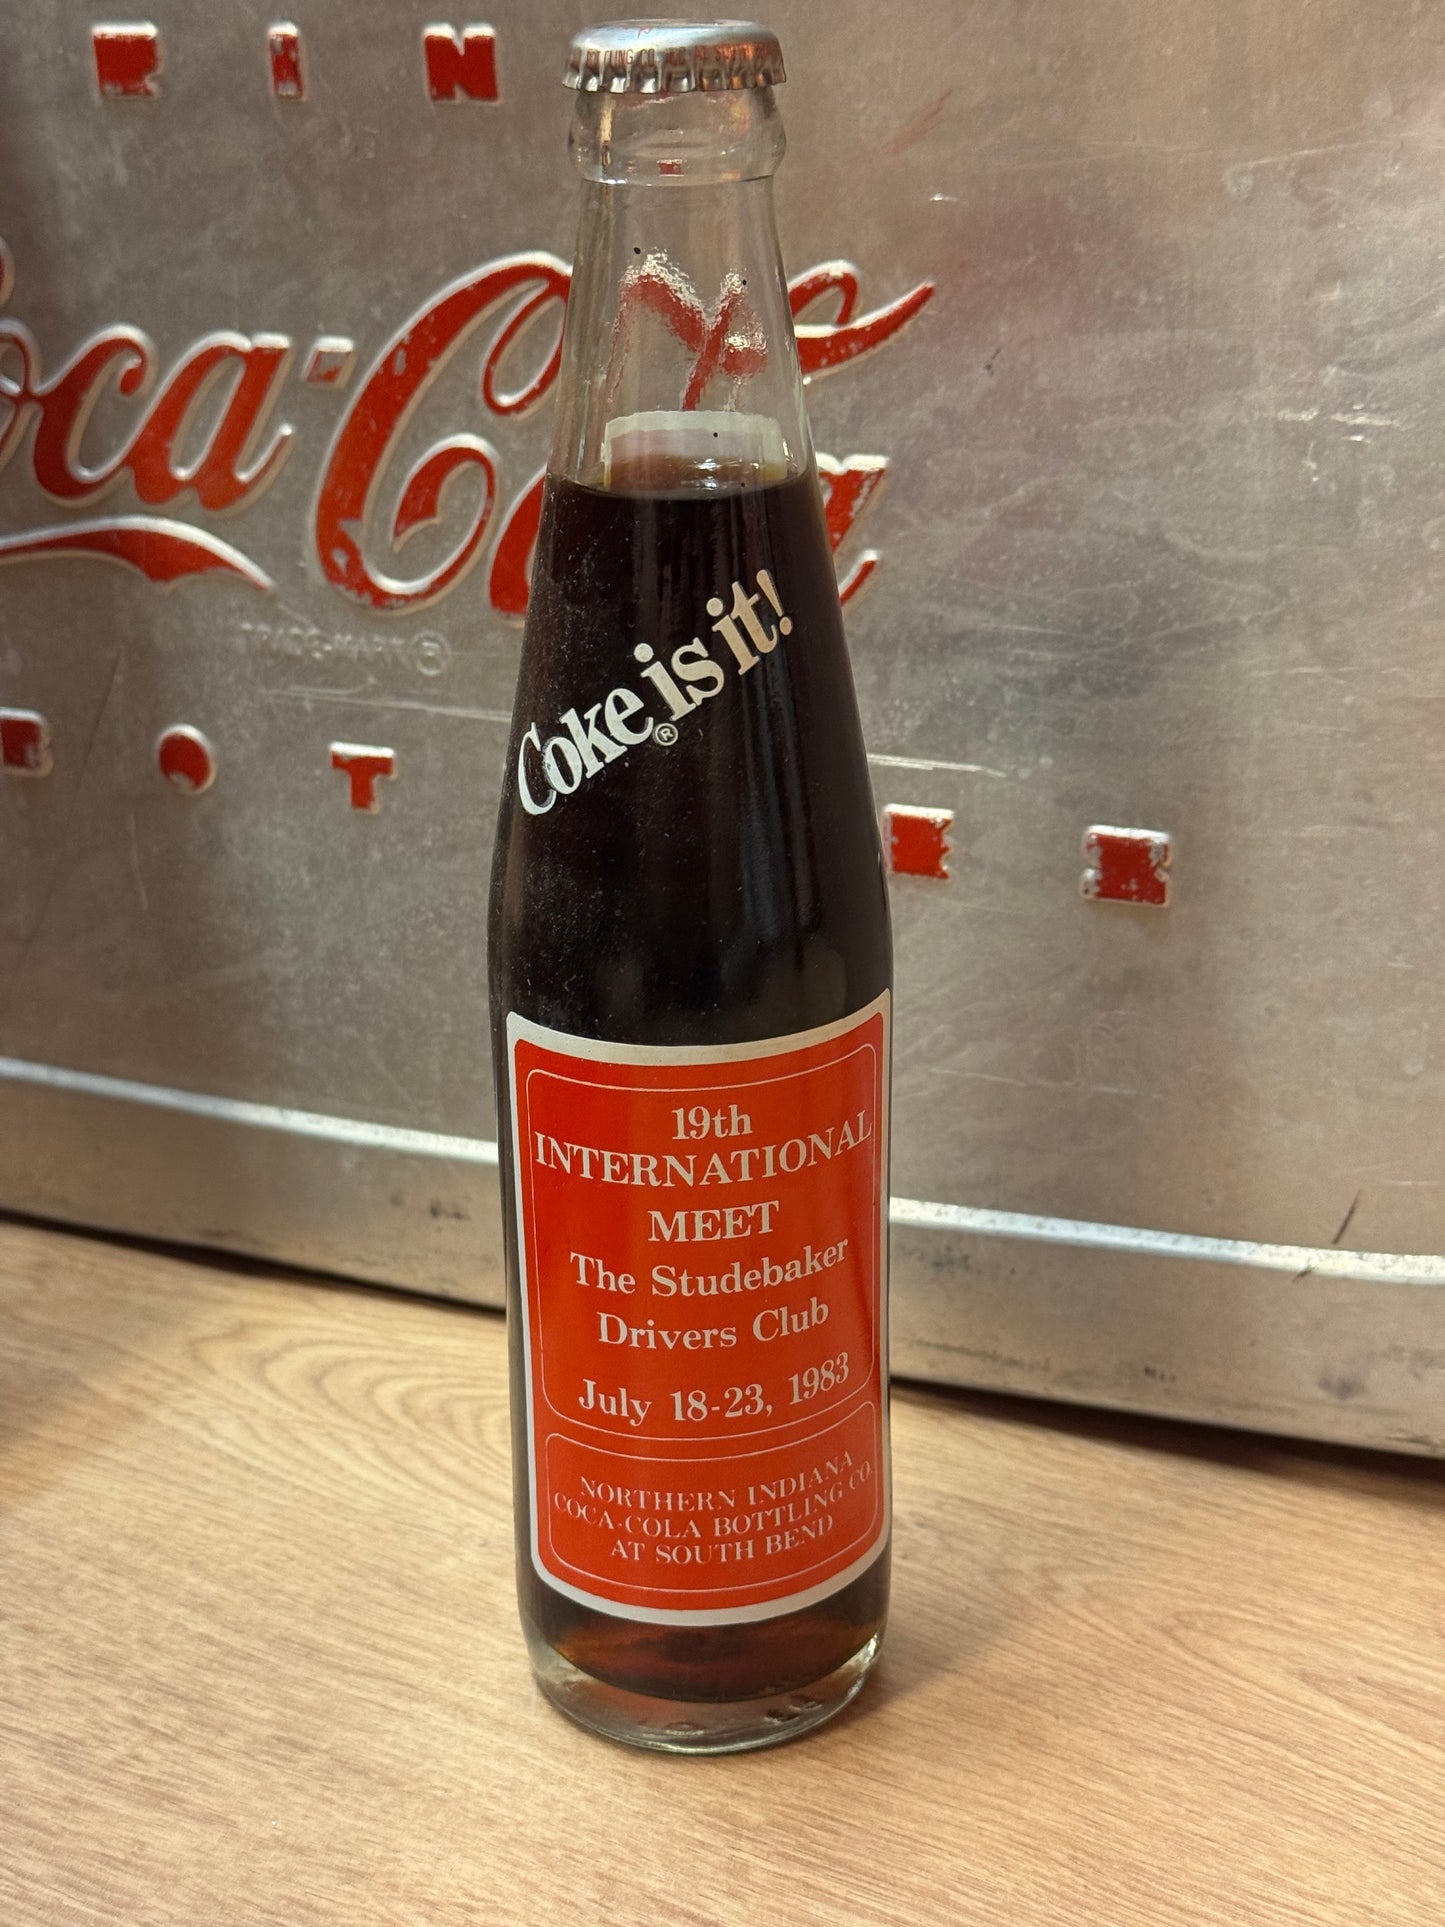 Coca-Cola
TRADE-MARK ®
Coke is it!
®
19th
INTERNATIONAL
MEET
The Studebaker
Drivers Club
July 18-23, 1983
NORTHERN INDIANA
COCA-COLA BOTTLING CO.
AT SOUTH BEND